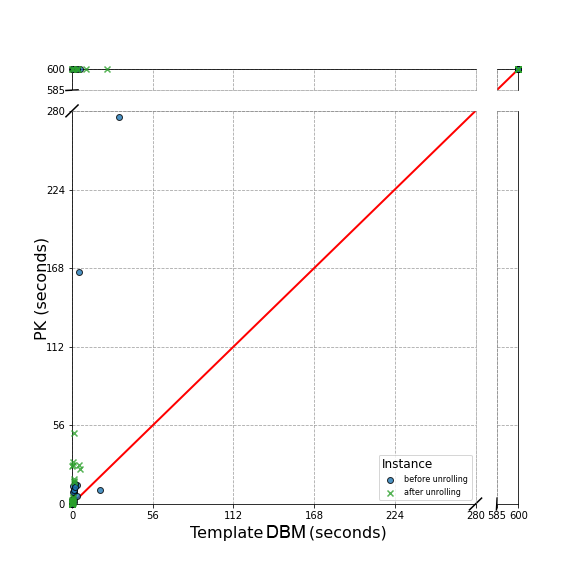 600
585
280
224
168
112
56
0
PK (seconds)
Instance
before unrolling
after unrolling
0 56 112 168 224 280 585 600
Template DBM (seconds)